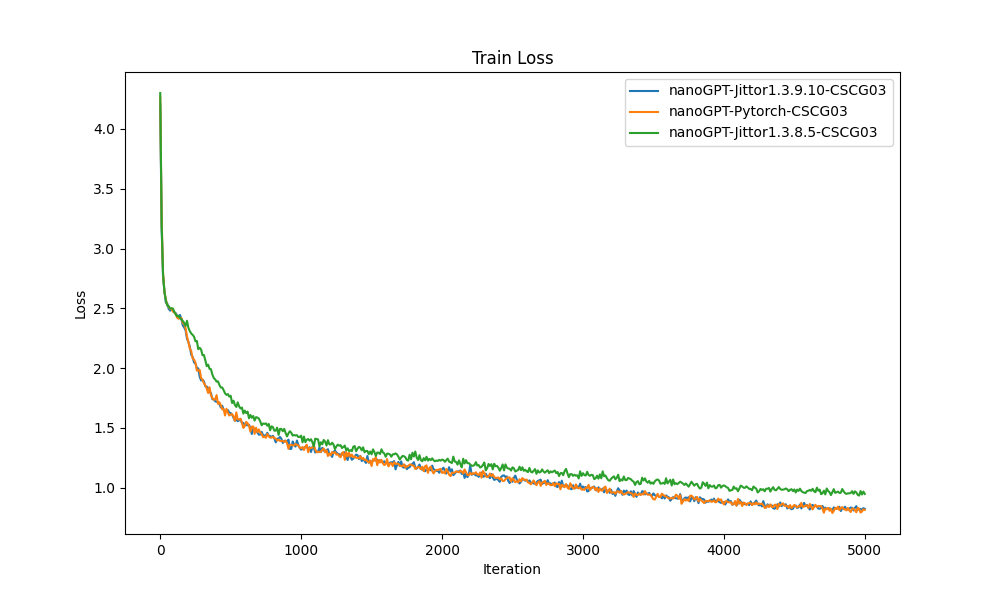 Train Loss
nanoGPT-Jittor1.3.9.10-CSCG03
nanoGPT-Pytorch-CSCG03
nanoGPT-Jittor1.3.8.5-CSCG03
Loss
4.0
3.5
3.0
2.5
2.0
1.5
1.0
0 1000 2000 3000 4000 5000
Iteration